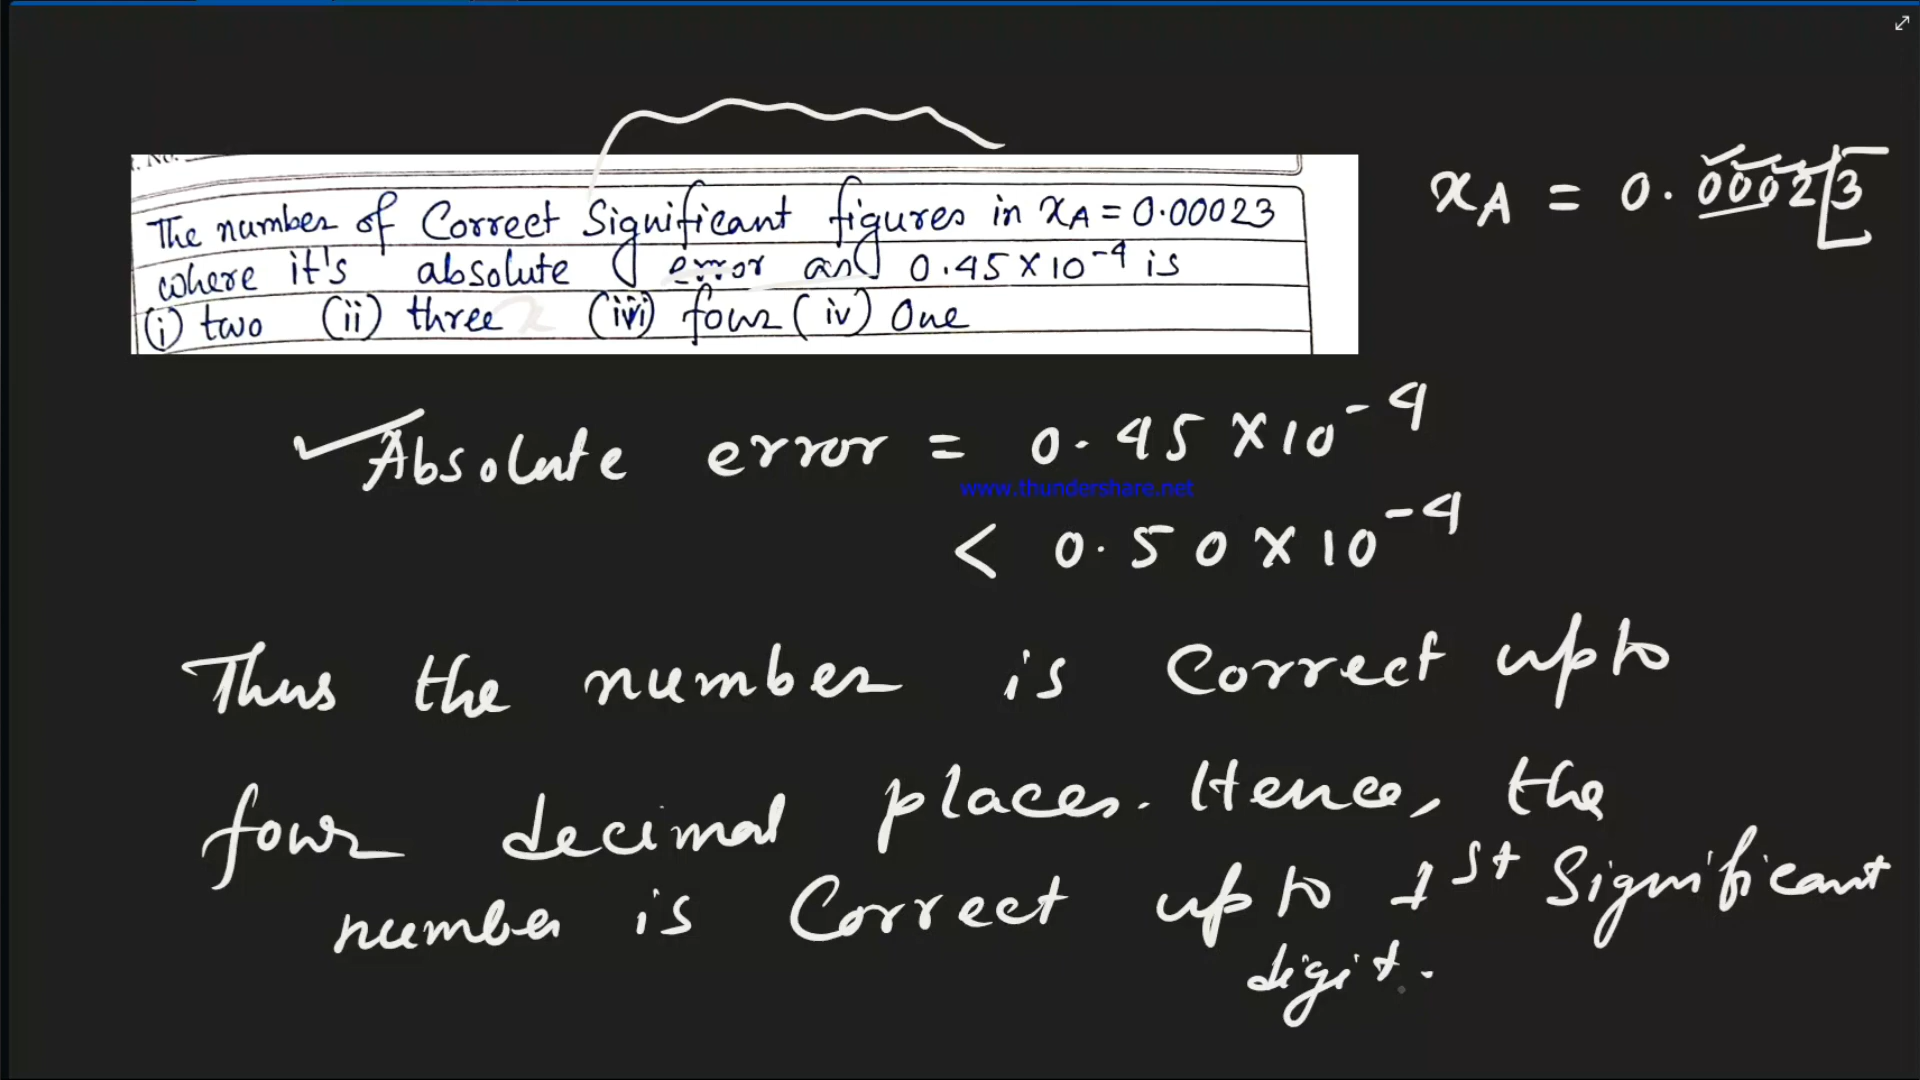 . No.
The number of Correct Significant figures in xA = 0.00023
where it's absolute error and 0.45 × 10⁻⁴ is
(i) two (ii) three (iii) four (iv) One
xA = 0.00023
Absolute error = 0.45 × 10⁻⁴
www.thundershare.net
< 0.50 × 10⁻⁴
Thus the number is Correct upto
four decimal places. Hence, the
number is Correct upto 1st Significant
digit.